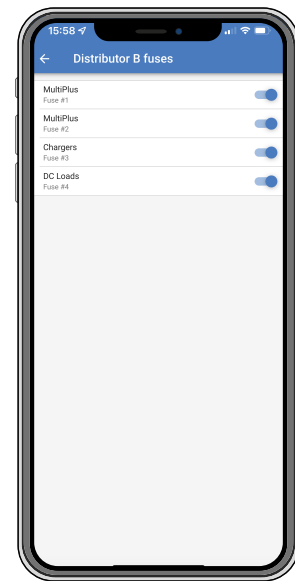 15:58
Distributor B fuses
MultiPlus
Fuse #1
MultiPlus
Fuse #2
Chargers
Fuse #3
DC Loads
Fuse #4